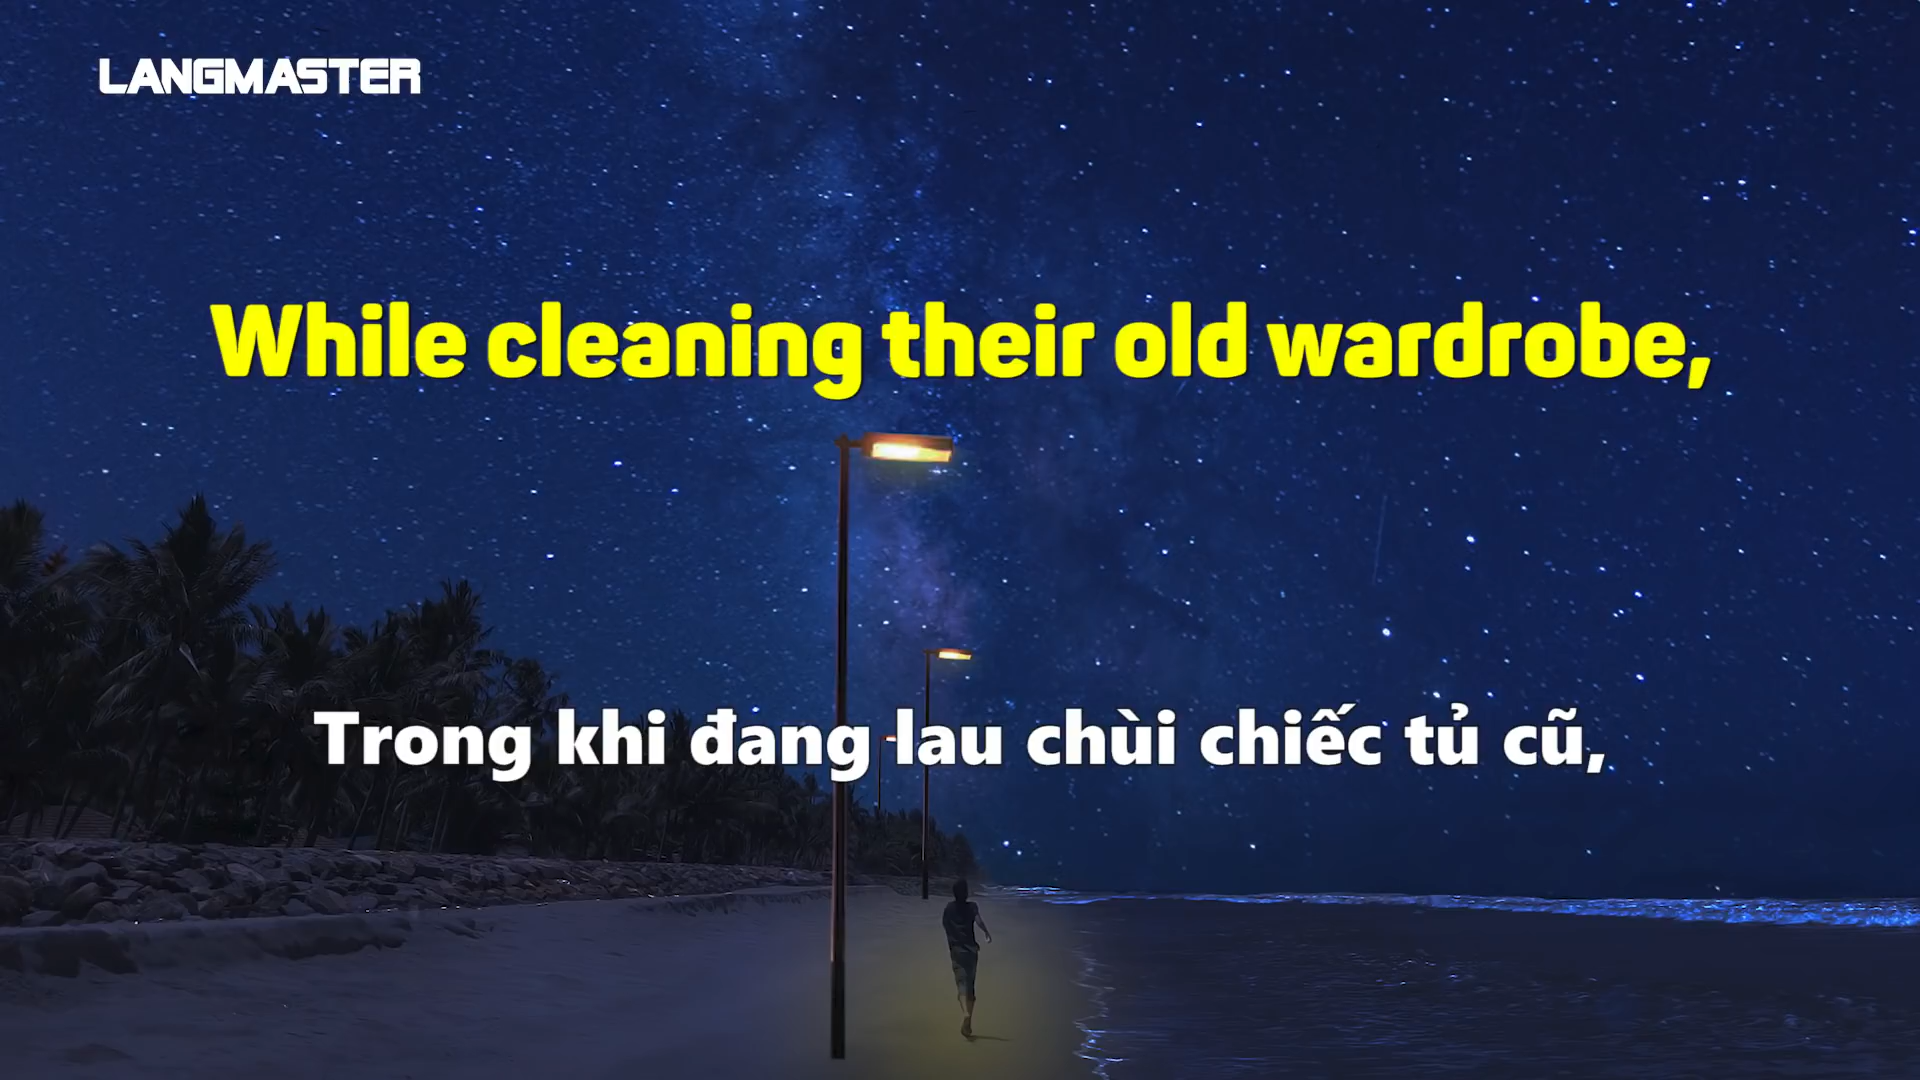 LANGMASTER
While cleaning their old wardrobe,
Trong khi đang lau chùi chiếc tủ cũ,